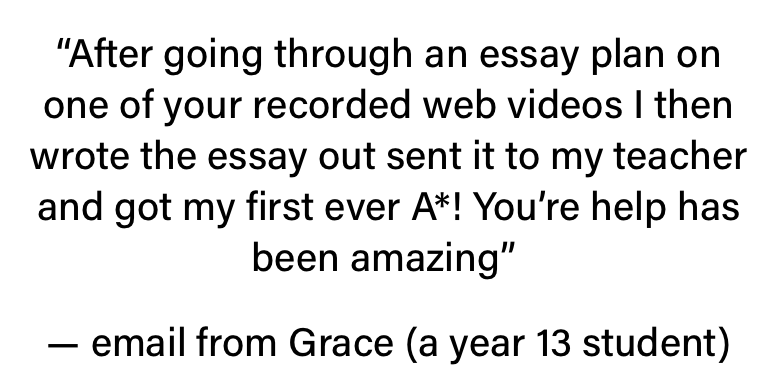 “After going through an essay plan on
one of your recorded web videos I then
wrote the essay out sent it to my teacher
and got my first ever A*! You’re help has
been amazing”
— email from Grace (a year 13 student)